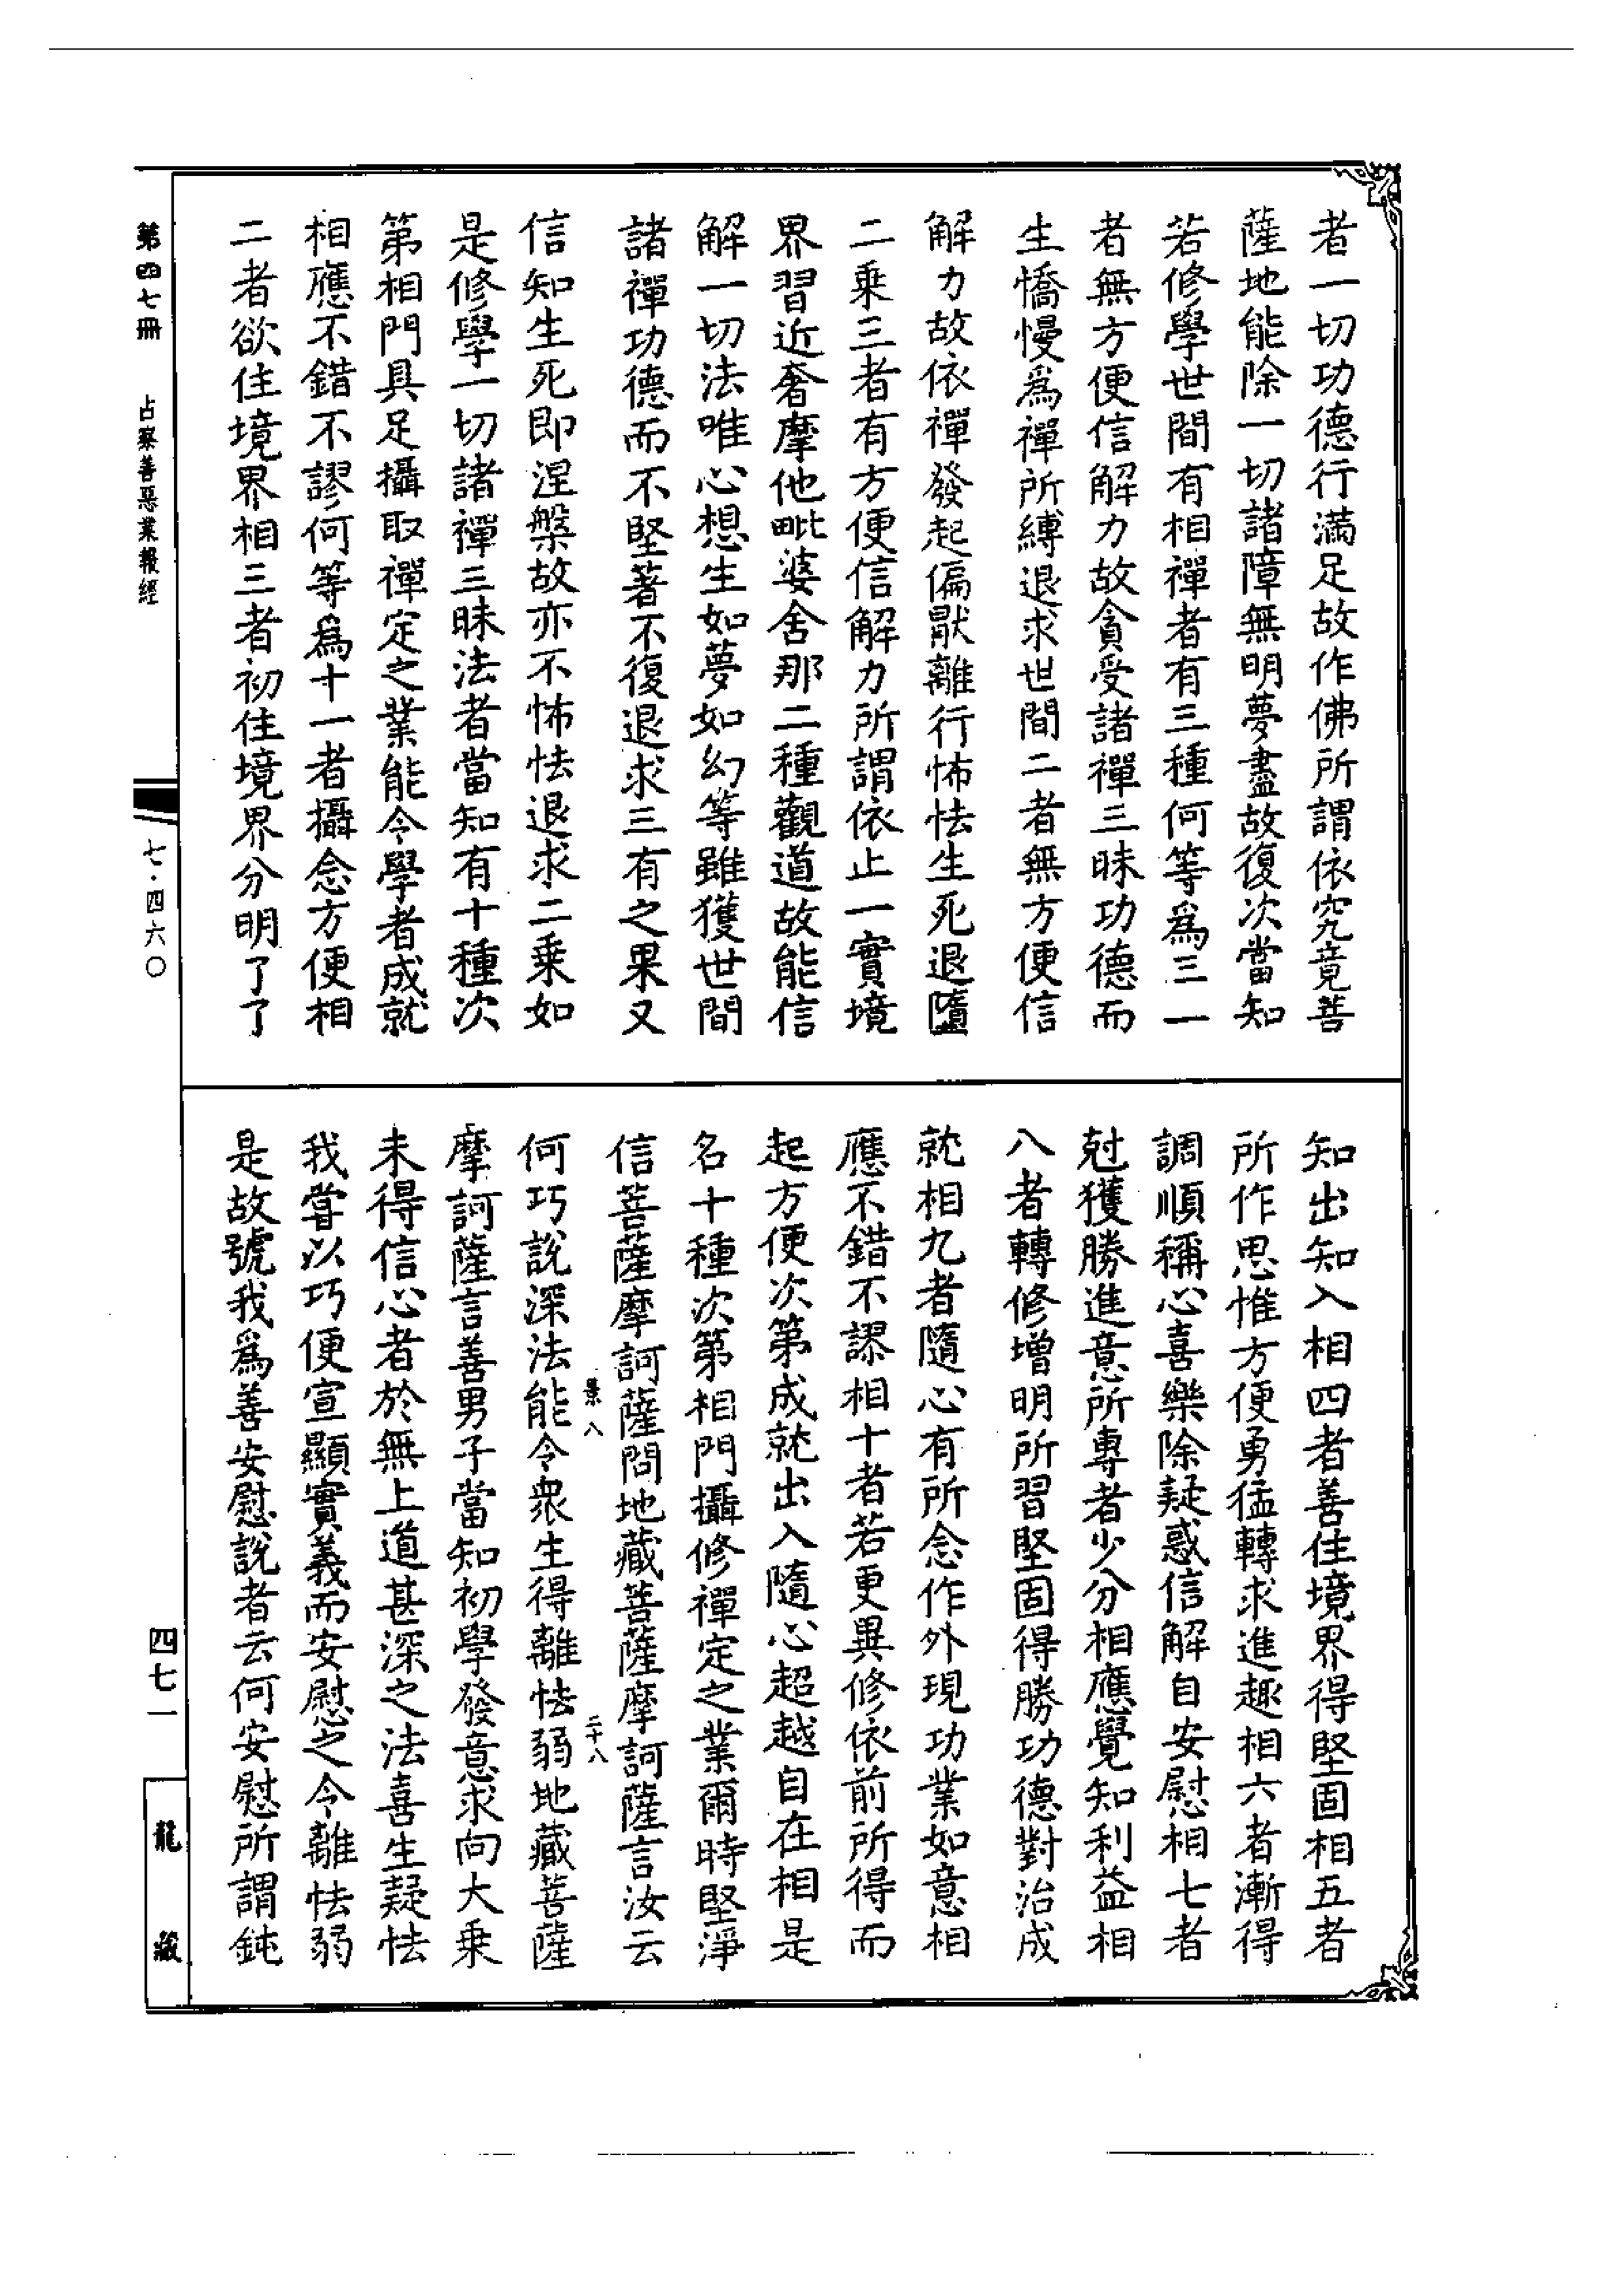 者一切功德行滿足故作佛所謂依究竟菩
薩地能除一切諸障無明夢盡故復次當知
若修學世間有相禪者有三種何等爲三一
者無方便信解力故貪受諸禪三昧功德而
生憍慢爲禪所縛退求世間二者無方便信
解力故依禪發起偏厭離行怖怯生死退墮
二乘三者有方便信解力所謂依止一實境
界習近奢摩他毗婆舍那二種觀道故能信
解一切法唯心想生如夢如幻等雖獲世間
諸禪功德而不堅著不復退求三有之果又
信知生死即涅槃故亦不怖怯退求二乘如
是修學一切諸禪三昧法者當知有十種次
第相門具足攝取禪定之業能令學者成就
相應不錯不謬何等爲十一者攝念方便相
二者欲住境界相三者初住境界分明了了
知出知入相四者善住境界得堅固相五者
所作思惟方便勇猛轉求進趣相六者漸得
調順稱心喜樂除疑惑信解自安慰相七者
尅獲勝進意所專者少分相應覺知利益相
八者轉修增明所習堅固得勝功德對治成
就相九者隨心有所念作外現功業如意相
應不錯不謬相十者若更異修依前所得而
起方便次第成就出入隨心超越自在相是
名十種次第相門攝修禪定之業爾時堅淨
信菩薩摩訶薩問地藏菩薩摩訶薩言汝云
景八
二十八
何巧說深法能令衆生得離怯弱地藏菩薩
摩訶薩言善男子當知初學發意求向大乘
未得信心者於無上道甚深之法喜生疑怯
我嘗以巧便宣顯實義而安慰之令離怯弱
是故號我爲善安慰說者云何安慰所謂鈍
第四七冊
占察善惡業報經
七·四六〇
四七一
龍藏